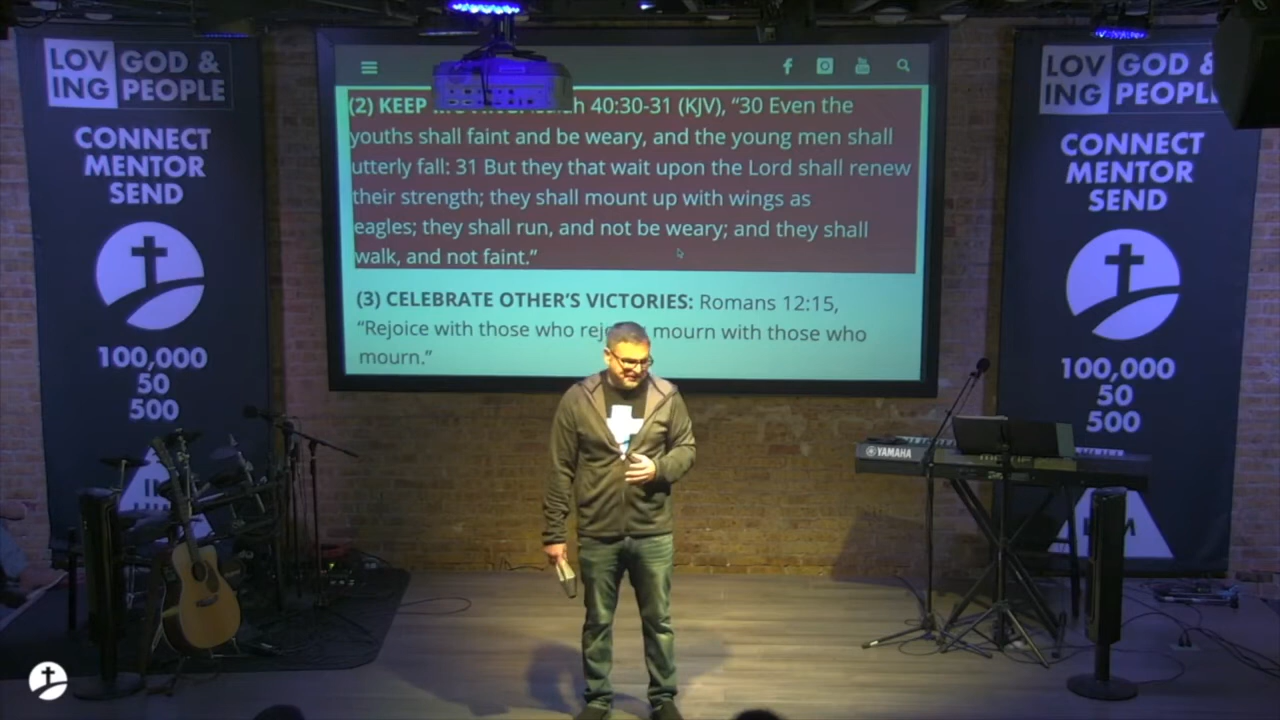 LOV
ING
GOD &
PEOPLE
CONNECT
MENTOR
SEND
100,000
50
500
(2) KEEP 40:30-31 (KJV), “30 Even the
youths shall faint and be weary, and the young men shall
utterly fall: 31 But they that wait upon the Lord shall renew
their strength; they shall mount up with wings as
eagles; they shall run, and not be weary; and they shall
walk, and not faint.”
(3) CELEBRATE OTHER’S VICTORIES: Romans 12:15,
“Rejoice with those who mourn with those who
mourn.”
LOV
ING
GOD &
PEOPL
CONNECT
MENTOR
SEND
100,000
50
500
YAMAHA